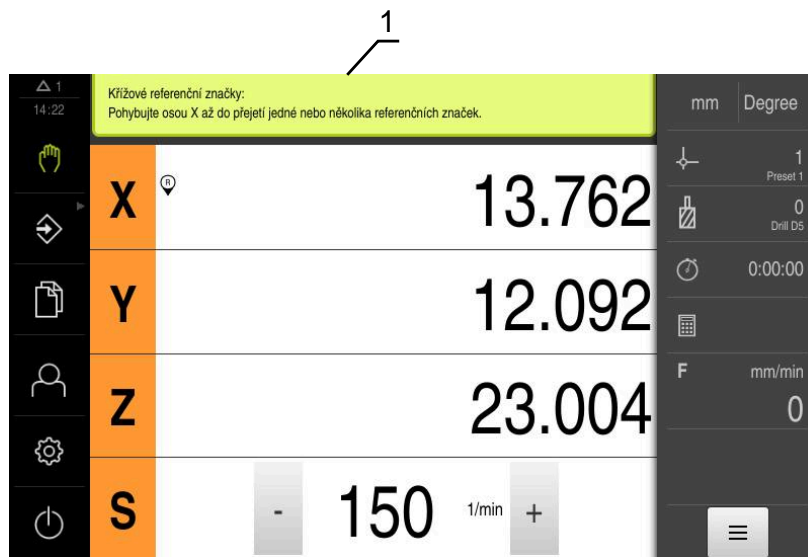 1
1
14:22
Křížové referenční značky:
Pohybujte osou X až do přejetí jedné nebo několika referenčních značek.
mm Degree
X R 13.762
1
Preset 1
0
Drill D5
Y 12.092
0:00:00
Z 23.004
F mm/min
0
S - 150 1/min +